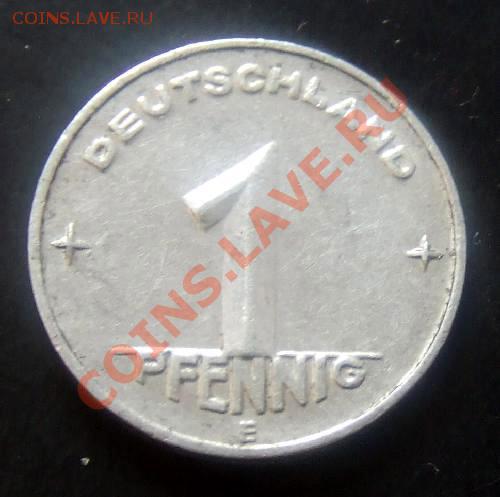 COINS.LAVE.RU
DEUTSCHLAND
1
PFENNIG
E
COINS.LAVE.RU